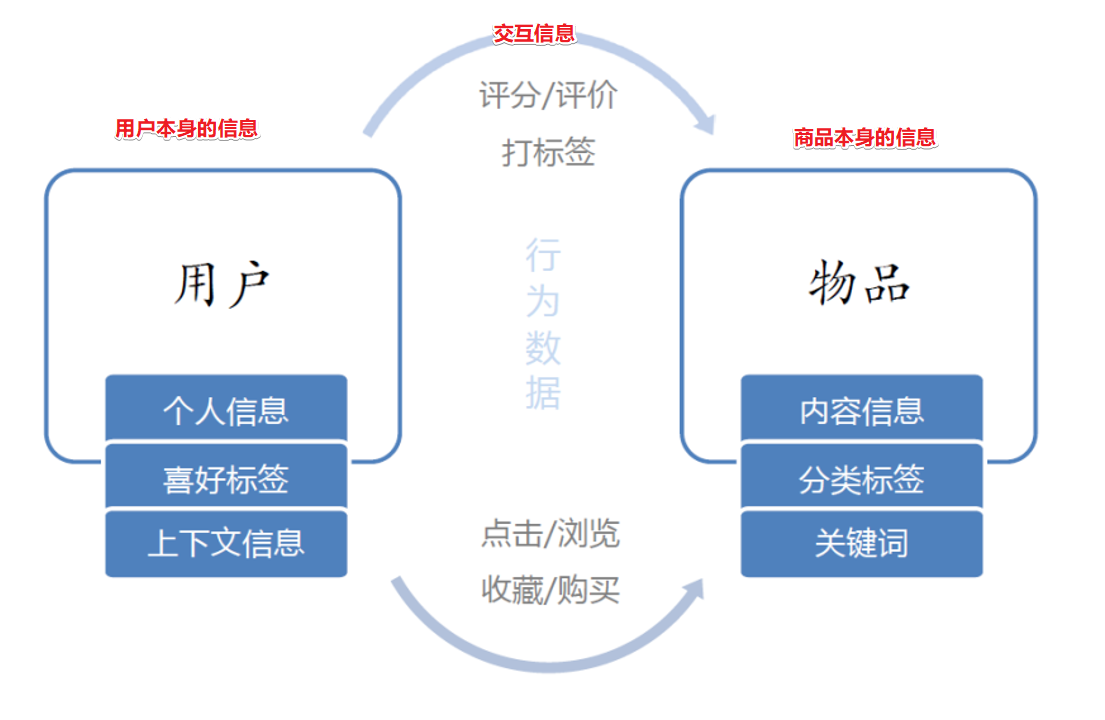 交互信息
评分/评价
打标签
用户本身的信息
商品本身的信息
用户
个人信息
喜好标签
上下文信息
行
为
数
据
点击/浏览
收藏/购买
物品
内容信息
分类标签
关键词